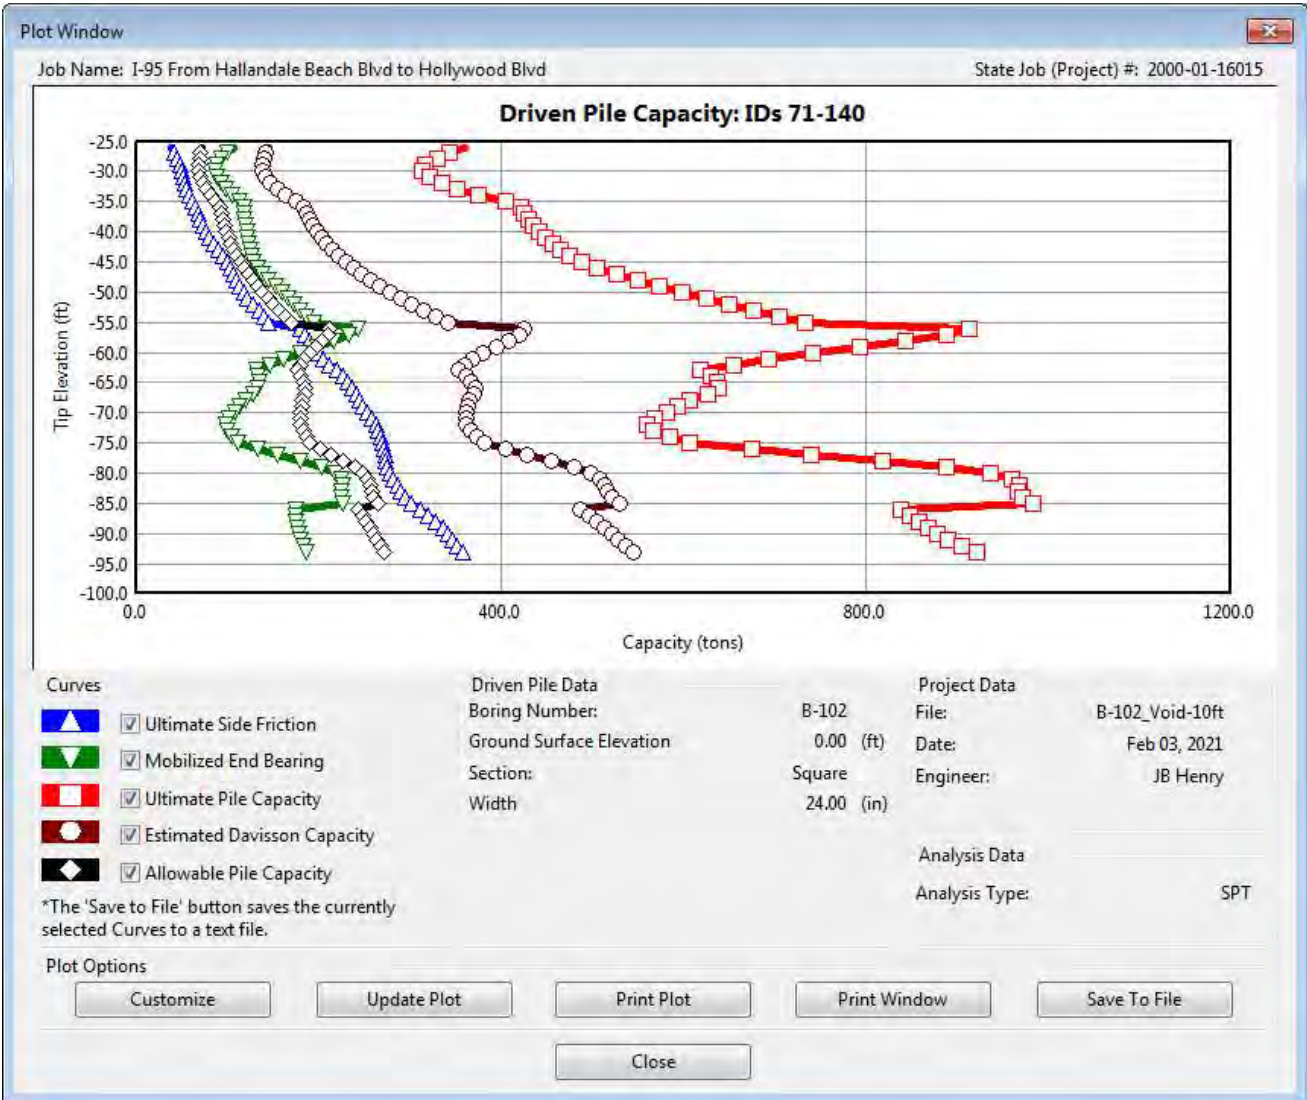 Plot Window
Job Name: I-95 From Hallandale Beach Blvd to Hollywood Blvd State Job (Project) #: 2000-01-16015
Driven Pile Capacity: IDs 71-140
-25.0
-30.0
-35.0
-40.0
-45.0
-50.0
-55.0
-60.0
-65.0
-70.0
-75.0
-80.0
-85.0
-90.0
-95.0
-100.0
Tip Elevation (ft)
0.0 400.0 800.0 1200.0
Capacity (tons)
Curves
Ultimate Side Friction
Mobilized End Bearing
Ultimate Pile Capacity
Estimated Davisson Capacity
Allowable Pile Capacity
*The 'Save to File' button saves the currently
selected Curves to a text file.
Driven Pile Data
Boring Number: B-102
Ground Surface Elevation 0.00 (ft)
Section: Square
Width 24.00 (in)
Project Data
File: B-102_Void-10ft
Date: Feb 03, 2021
Engineer: JB Henry
Analysis Data
Analysis Type: SPT
Plot Options
Customize Update Plot Print Plot Print Window Save To File
Close